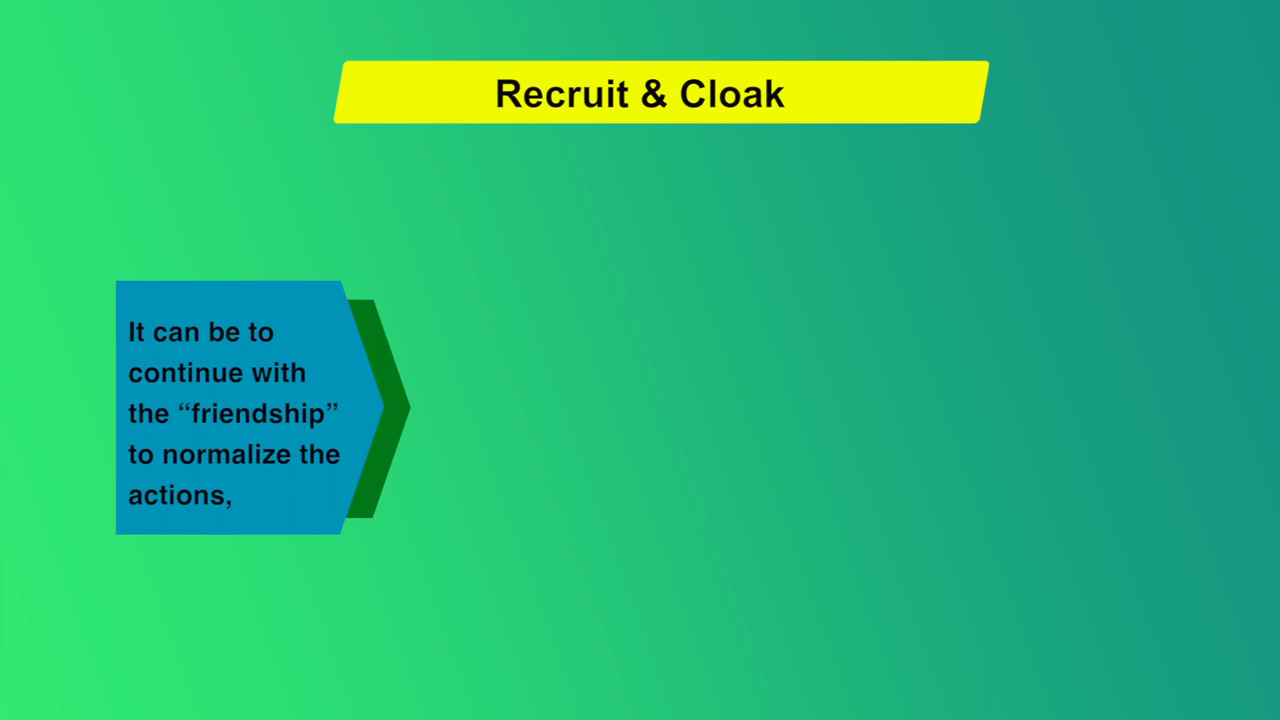 Recruit & Cloak
It can be to
continue with
the “friendship”
to normalize the
actions,